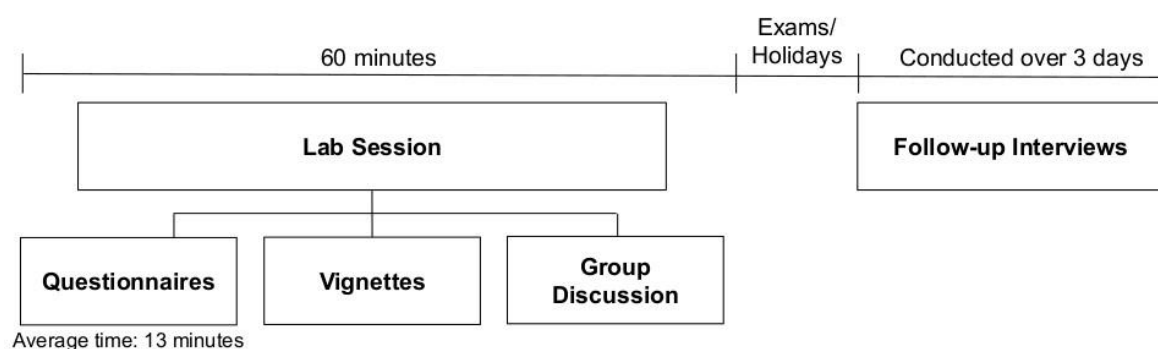 60 minutes
Exams/
Holidays
Conducted over 3 days
Lab Session
Follow-up Interviews
Questionnaires
Vignettes
Group
Discussion
Average time: 13 minutes